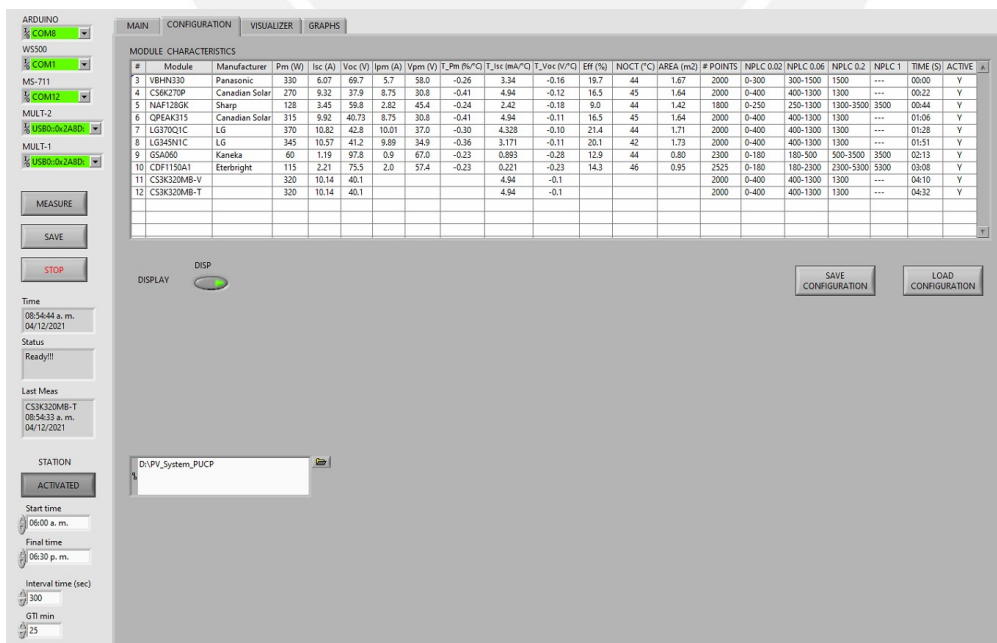 ARDUINO
COM8
WS500
COM1
MS-711
COM12
MULT-2
USB0::0x2A8D:
MULT-1
USB0::0x2A8D:
MEASURE
SAVE
STOP
Time
08:54:44 a. m.
04/12/2021
Status
Ready!!!
Last Meas
CS3K320MB-T
08:54:33 a. m.
04/12/2021
STATION
ACTIVATED
Start time
06:00 a. m.
Final time
06:30 p. m.
Interval time (sec)
300
GTI min
25
MAIN CONFIGURATION VISUALIZER GRAPHS
MODULE CHARACTERISTICS
# Module Manufacturer Pm (W) Isc (A) Voc (V) Ipm (A) Vpm (V) T_Pm (%/°C) T_Isc (mA/°C) T_Voc (V/°C) Eff (%) NOCT (°C) AREA (m2) # POINTS NPLC 0.02 NPLC 0.06 NPLC 0.2 NPLC 1 TIME (S) ACTIVE
3 VBHN330 Panasonic 330 6.07 69.7 5.7 58.0 -0.26 3.34 -0.16 19.7 44 1.67 2000 0-300 300-1500 1500 --- 00:00 Y
4 CS6K270P Canadian Solar 270 9.32 37.9 8.75 30.8 -0.41 4.94 -0.12 16.5 45 1.64 2000 0-400 400-1300 1300 --- 00:22 Y
5 NAF128GK Sharp 128 3.45 59.8 2.82 45.4 -0.24 2.42 -0.18 9.0 44 1.42 1800 0-250 250-1300 1300-3500 3500 00:44 Y
6 QPEAK315 Canadian Solar 315 9.92 40.73 8.75 30.8 -0.41 4.94 -0.11 16.5 45 1.64 2000 0-400 400-1300 1300 --- 01:06 Y
7 LG370Q1C LG 370 10.82 42.8 10.01 37.0 -0.30 4.328 -0.10 21.4 44 1.71 2000 0-400 400-1300 1300 --- 01:28 Y
8 LG345N1C LG 345 10.57 41.2 9.89 34.9 -0.36 3.171 -0.11 20.1 42 1.73 2000 0-400 400-1300 1300 --- 01:51 Y
9 GSA060 Kaneka 60 1.19 97.8 0.9 67.0 -0.23 0.893 -0.28 12.9 44 0.80 2300 0-180 180-500 500-3500 3500 02:13 Y
10 CDF1150A1 Eterbright 115 2.21 75.5 2.0 57.4 -0.23 0.221 -0.23 14.3 46 0.95 2525 0-180 180-2300 2300-5300 5300 03:08 Y
11 CS3K320MB-V 320 10.14 40.1 4.94 -0.1 2000 0-400 400-1300 1300 --- 04:10 Y
12 CS3K320MB-T 320 10.14 40.1 4.94 -0.1 2000 0-400 400-1300 1300 --- 04:32 Y
DISPLAY
DISP
SAVE
CONFIGURATION
LOAD
CONFIGURATION
D:\PV_System_PUCP